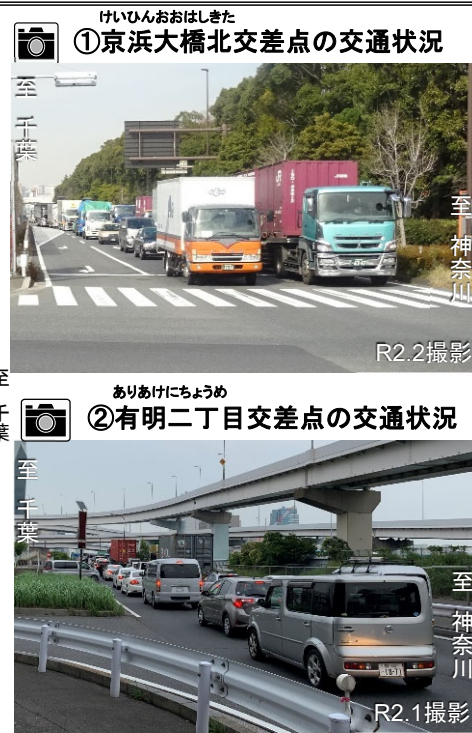 けいひんおおはしきた
①京浜大橋北交差点の交通状況
至 千葉
至 神奈川
R2.2撮影
至 千葉
ありあけにちょうめ
②有明二丁目交差点の交通状況
至 千葉
至 神奈川
R2.1撮影